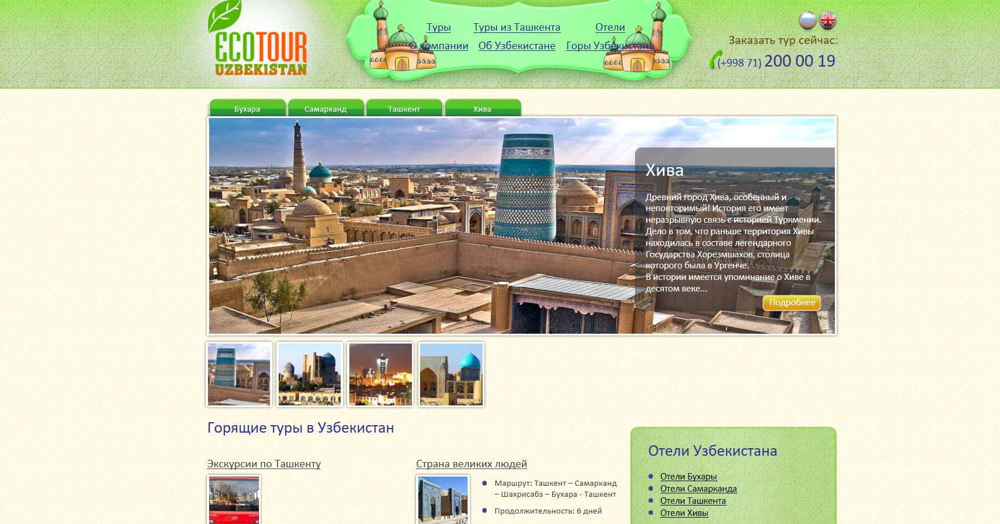 ECOTOUR
UZBEKISTAN
Туры Туры из Ташкента Отели
О компании Об Узбекистане Горы Узбекистана
Заказать тур сейчас:
(+998 71) 200 00 19
Бухара Самарканд Ташкент Хива
Хива
Древний город Хива, особенный и
неповторимый! История его имеет
неразрывную связь с историей Туркмении.
Дело в том, что раньше территория Хивы
находилась в составе легендарного
Государства Хорезмшахов, столица
которого была в Ургенче.
В истории имеется упоминание о Хиве в
десятом веке...
Подробнее
Горящие туры в Узбекистан
Экскурсии по Ташкенту
Страна великих людей
Маршрут: Ташкент – Самарканд
– Шахрисабз – Бухара - Ташкент
Продолжительность: 6 дней
Отели Узбекистана
Отели Бухары
Отели Самарканда
Отели Ташкента
Отели Хивы